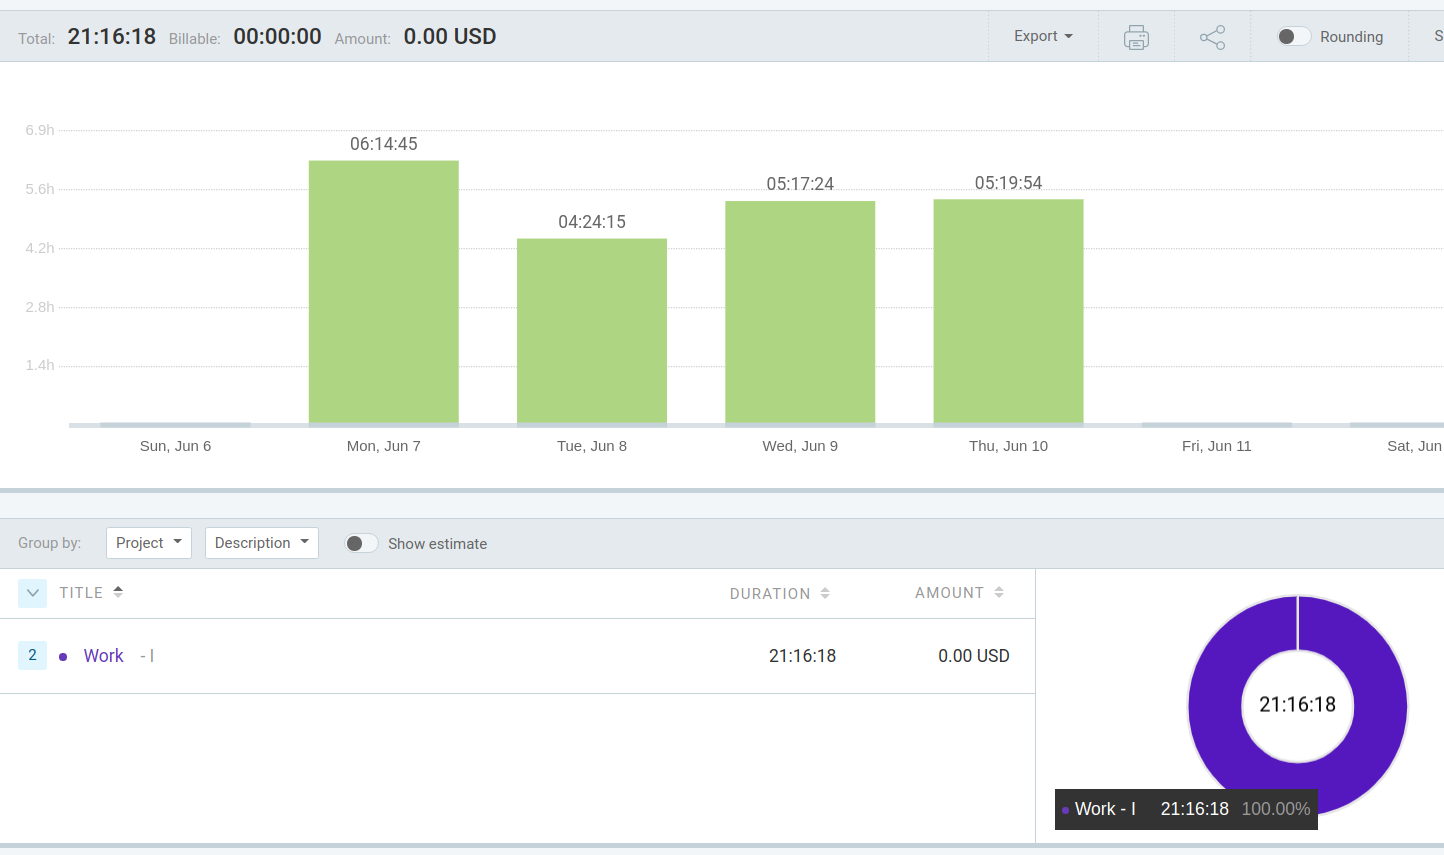 Total: 21:16:18 Billable: 00:00:00 Amount: 0.00 USD Export Rounding S
6.9h
06:14:45
5.6h
05:17:24
05:19:54
04:24:15
4.2h
2.8h
1.4h
Sun, Jun 6 Mon, Jun 7 Tue, Jun 8 Wed, Jun 9 Thu, Jun 10 Fri, Jun 11 Sat, Jun
Group by: Project Description Show estimate
TITLE DURATION AMOUNT
2 Work - I 21:16:18 0.00 USD
21:16:18
Work - I 21:16:18 100.00%